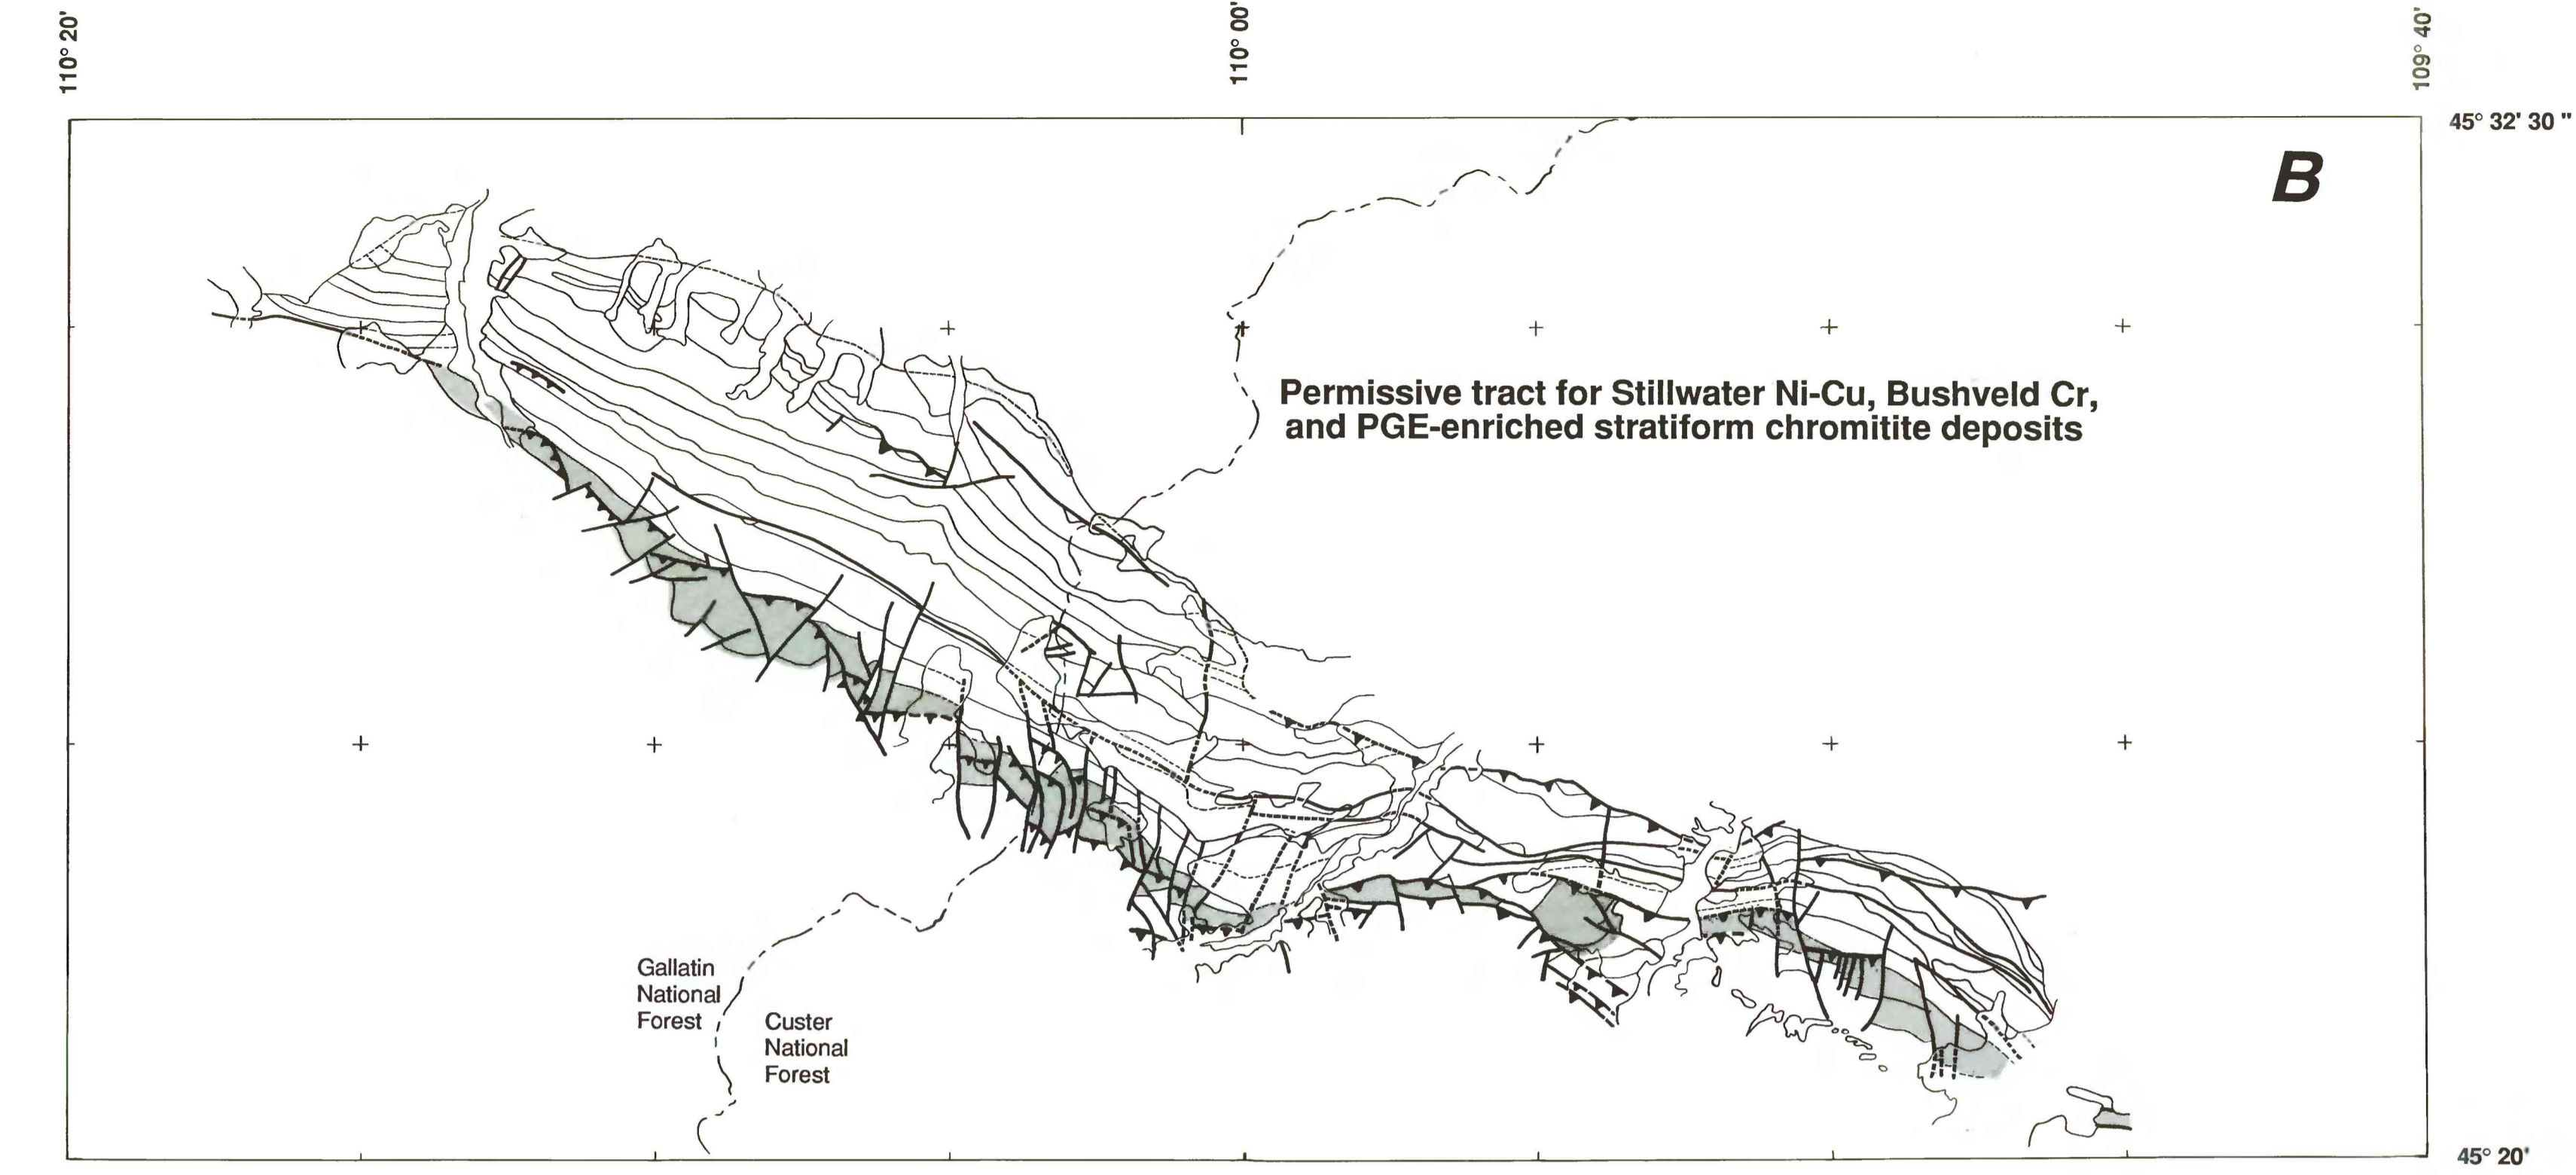 110° 20'
110° 00'
109° 40'
45° 32' 30 "
B
Permissive tract for Stillwater Ni-Cu, Bushveld Cr,
and PGE-enriched stratiform chromitite deposits
Gallatin
National
Forest
Custer
National
Forest
45° 20'